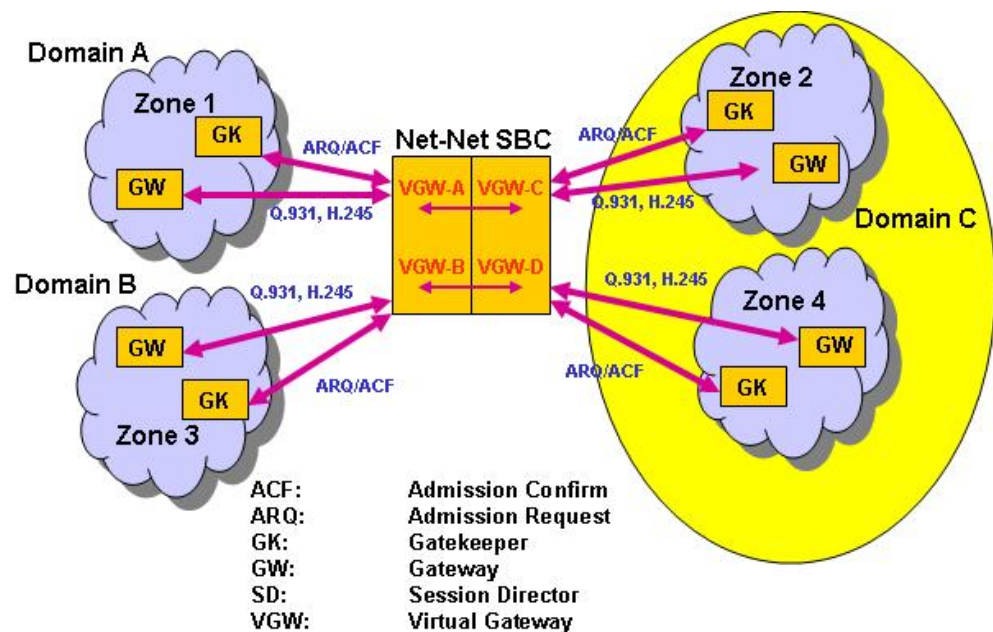 Domain A
Zone 1
GK
GW
ARQ/ACF
Q.931, H.245
Net-Net SBC
VGW-A
VGW-C
VGW-B
VGW-D
ARQ/ACF
Q.931, H.245
Zone 2
GK
GW
Domain C
Domain B
GW
GK
Zone 3
Q.931, H.245
ARQ/ACF
Q.931, H.245
ARQ/ACF
Zone 4
GW
GK
ACF: Admission Confirm
ARQ: Admission Request
GK: Gatekeeper
GW: Gateway
SD: Session Director
VGW: Virtual Gateway